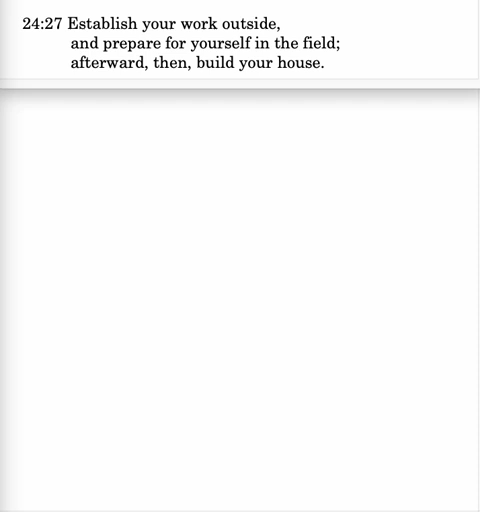 24:27 Establish your work outside,
and prepare for yourself in the field;
afterward, then, build your house.